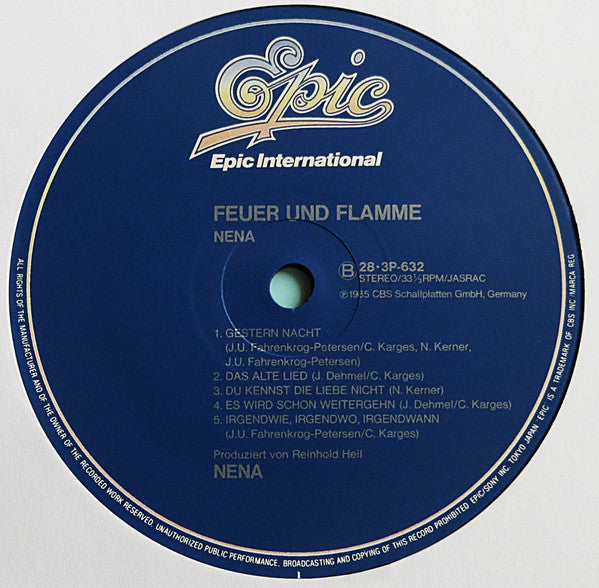 Epic
Epic International
FEUER UND FLAMME
NENA
B 28・3P-632
STEREO/33⅓RPM/JASRAC
℗1985 CBS Schallplatten GmbH, Germany
1. GESTERN NACHT
(J.U. Fahrenkrog-Petersen/C. Karges, N. Kerner,
J.U. Fahrenkrog-Petersen)
2. DAS ALTE LIED (J. Dehmel/C. Karges)
3. DU KENNST DIE LIEBE NICHT (N. Kerner)
4. ES WIRD SCHON WEITERGEHN (J. Dehmel/C. Karges)
5. IRGENDWIE, IRGENDWO, IRGENDWANN
(J.U. Fahrenkrog-Petersen/C. Karges)
Produziert von Reinhold Heil
NENA
ALL RIGHTS OF THE MANUFACTURER AND OF THE OWNER OF THE RECORDED WORK RESERVED. UNAUTHORIZED PUBLIC PERFORMANCE, BROADCASTING AND COPYING OF THIS RECORD PROHIBITED EPIC/SONY INC TOKYO JAPAN "EPIC" IS A TRADEMARK OF CBS INC /MARCA REG